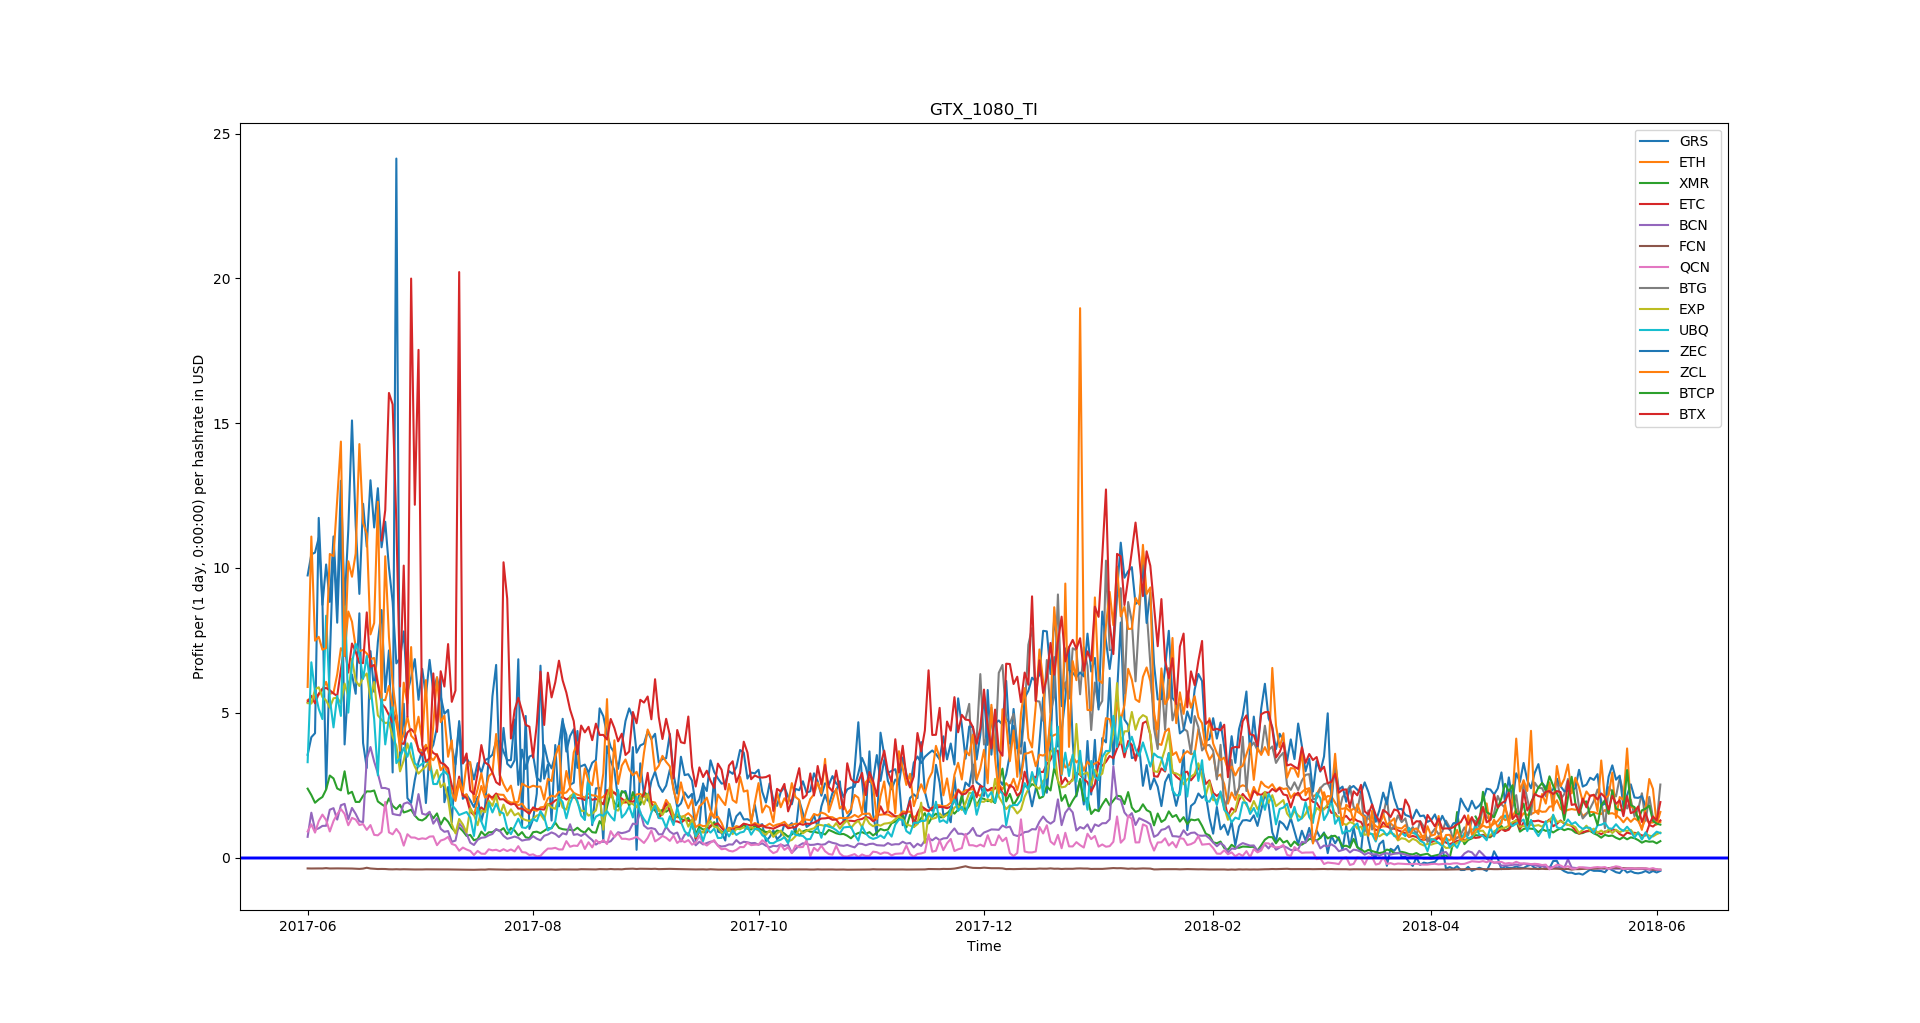 GTX_1080_TI
25
20
15
10
5
0
Profit per (1 day, 0:00:00) per hashrate in USD
GRS
ETH
XMR
ETC
BCN
FCN
QCN
BTG
EXP
UBQ
ZEC
ZCL
BTCP
BTX
2017-06
2017-08
2017-10
2017-12
2018-02
2018-04
2018-06
Time